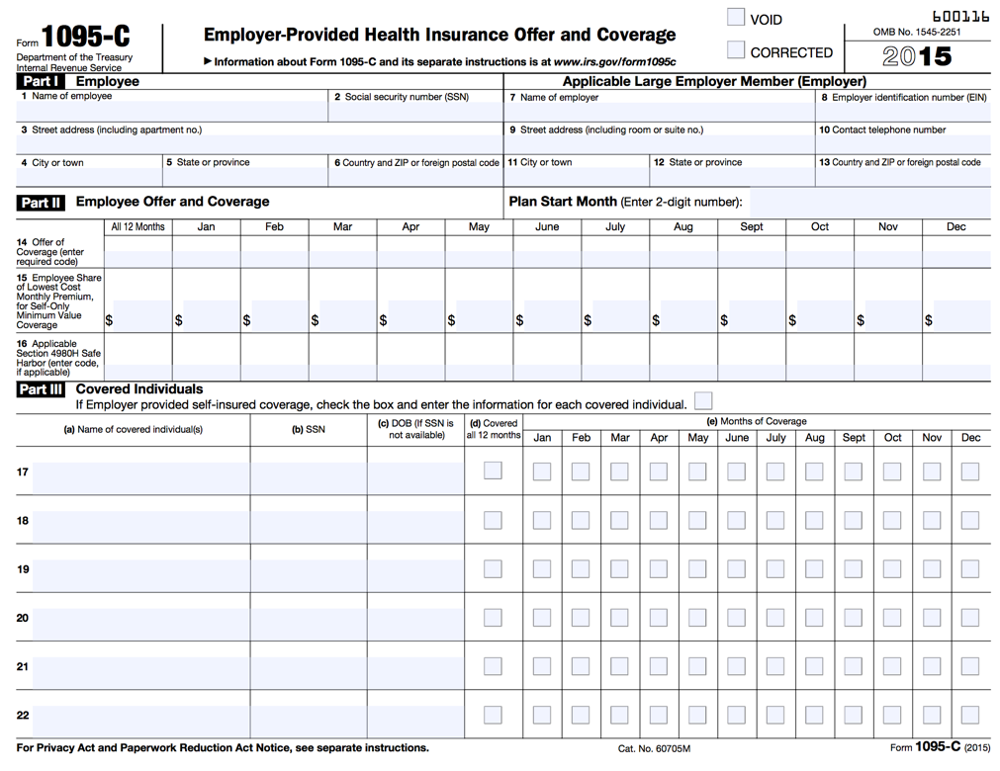 Form 1095-C
Department of the Treasury
Internal Revenue Service
Employer-Provided Health Insurance Offer and Coverage
▶ Information about Form 1095-C and its separate instructions is at www.irs.gov/form1095c
VOID
CORRECTED
600116
OMB No. 1545-2251
2015
Part I Employee
Applicable Large Employer Member (Employer)
1 Name of employee
2 Social security number (SSN)
7 Name of employer
8 Employer identification number (EIN)
3 Street address (including apartment no.)
9 Street address (including room or suite no.)
10 Contact telephone number
4 City or town
5 State or province
6 Country and ZIP or foreign postal code
11 City or town
12 State or province
13 Country and ZIP or foreign postal code
Part II Employee Offer and Coverage
Plan Start Month (Enter 2-digit number):
All 12 Months Jan Feb Mar Apr May June July Aug Sept Oct Nov Dec
14 Offer of
Coverage (enter
required code)
15 Employee Share
of Lowest Cost
Monthly Premium,
for Self-Only
Minimum Value
Coverage
$ $ $ $ $ $ $ $ $ $ $ $ $
16 Applicable
Section 4980H Safe
Harbor (enter code,
if applicable)
Part III Covered Individuals
If Employer provided self-insured coverage, check the box and enter the information for each covered individual.
(a) Name of covered individual(s)
(b) SSN
(c) DOB (If SSN is
not available)
(d) Covered
all 12 months
(e) Months of Coverage
Jan Feb Mar Apr May June July Aug Sept Oct Nov Dec
17
18
19
20
21
22
For Privacy Act and Paperwork Reduction Act Notice, see separate instructions.
Cat. No. 60705M
Form 1095-C (2015)